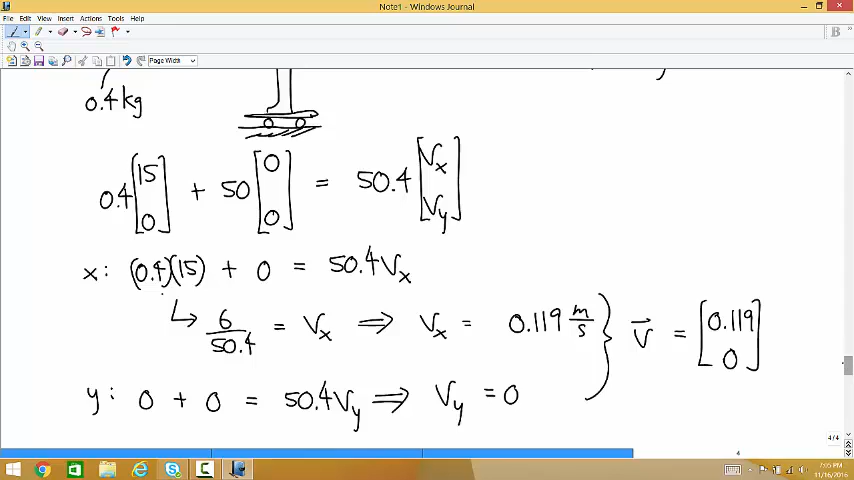 Note1 - Windows Journal
File Edit View Insert Actions Tools Help
Page Width
0.4 kg
0.4 [15 0] + 50 [0 0] = 50.4 [Vx Vy]
x: (0.4)(15) + 0 = 50.4Vx
↳ 6/50.4 = Vx ⇒ Vx = 0.119 m/s } V⃗ = [0.119 0]
y: 0 + 0 = 50.4Vy ⇒ Vy = 0
4/4
4
7:05 PM
11/16/2016